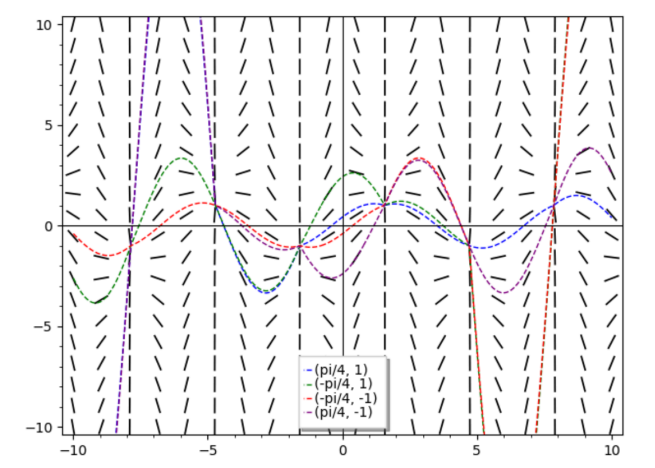 10
5
0
−5
−10
(pi/4, 1)
(-pi/4, 1)
(-pi/4, -1)
(pi/4, -1)
−10 −5 0 5 10